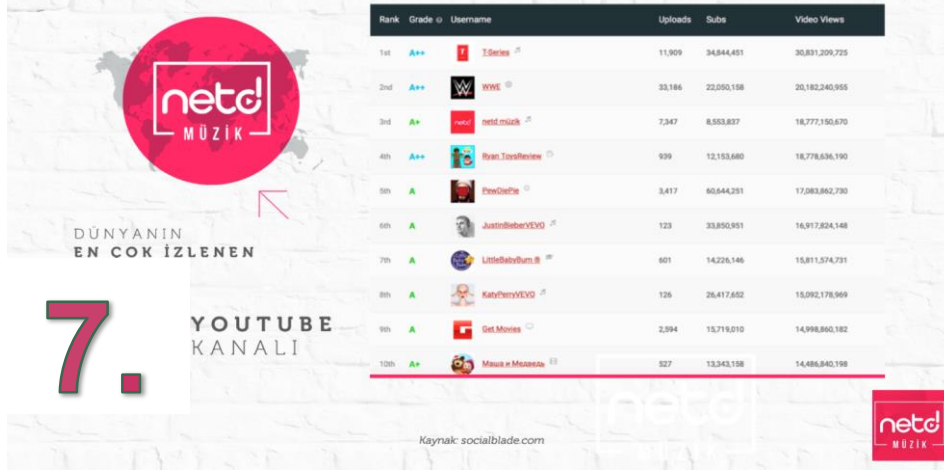 netd
MÜZİK
DÜNYANIN
EN ÇOK İZLENEN
7.
YOUTUBE
KANALI
Rank Grade Username Uploads Subs Video Views
1st A++ T-Series 11,909 34,844,451 30,831,209,725
2nd A++ WWE 33,186 22,050,158 20,182,240,955
3rd A+ netd müzik 7,347 8,553,837 18,777,150,670
4th A++ Ryan ToysReview 939 12,153,680 18,778,636,190
5th A PewDiePie 3,417 60,644,251 17,083,862,730
6th A JustinBieberVEVO 123 33,850,951 16,917,824,148
7th A LittleBabyBum ® 601 14,226,146 15,811,574,731
8th A KatyPerryVEVO 126 26,417,652 15,092,178,969
9th A Get Movies 2,594 15,719,010 14,998,860,182
10th A+ Маша и Медведь 527 13,343,158 14,486,840,198
Kaynak: socialblade.com
netd
MÜZİK
netd
MÜZİK